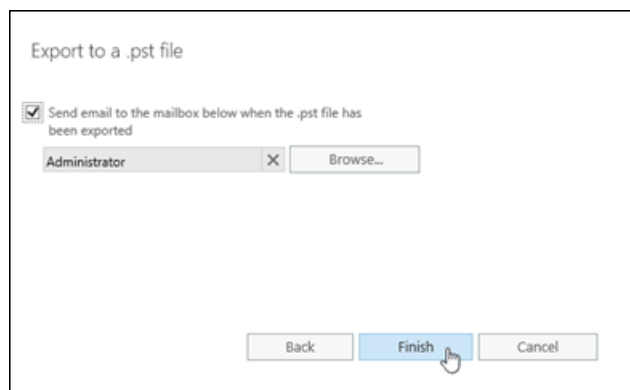 Export to a .pst file
Send email to the mailbox below when the .pst file has
been exported
Administrator
Browse...
Back Finish Cancel